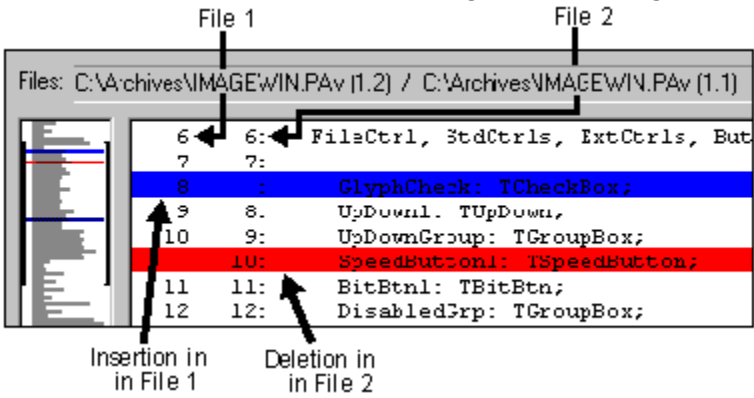 File 1 File 2
Files: C:\Archives\IMAGEWIN.PAv (1.2) / C:\Archives\IMAGEWIN.PAv (1.1)
6 6: FileCtrl, StdCtrls, ExtCtrls, But
7 7:
8 : GlyphCheck: TCheckBox;
9 8. UpDown1. TUpDown,
10 9: UpDownGroup: TGroupBox;
10: SpeedButton1: TSpeedButton;
11 11: BitBtn1: TBitBtn;
12 12: DisabledGrp: TGroupBox;
Insertion in Deletion in
in File 1 in File 2